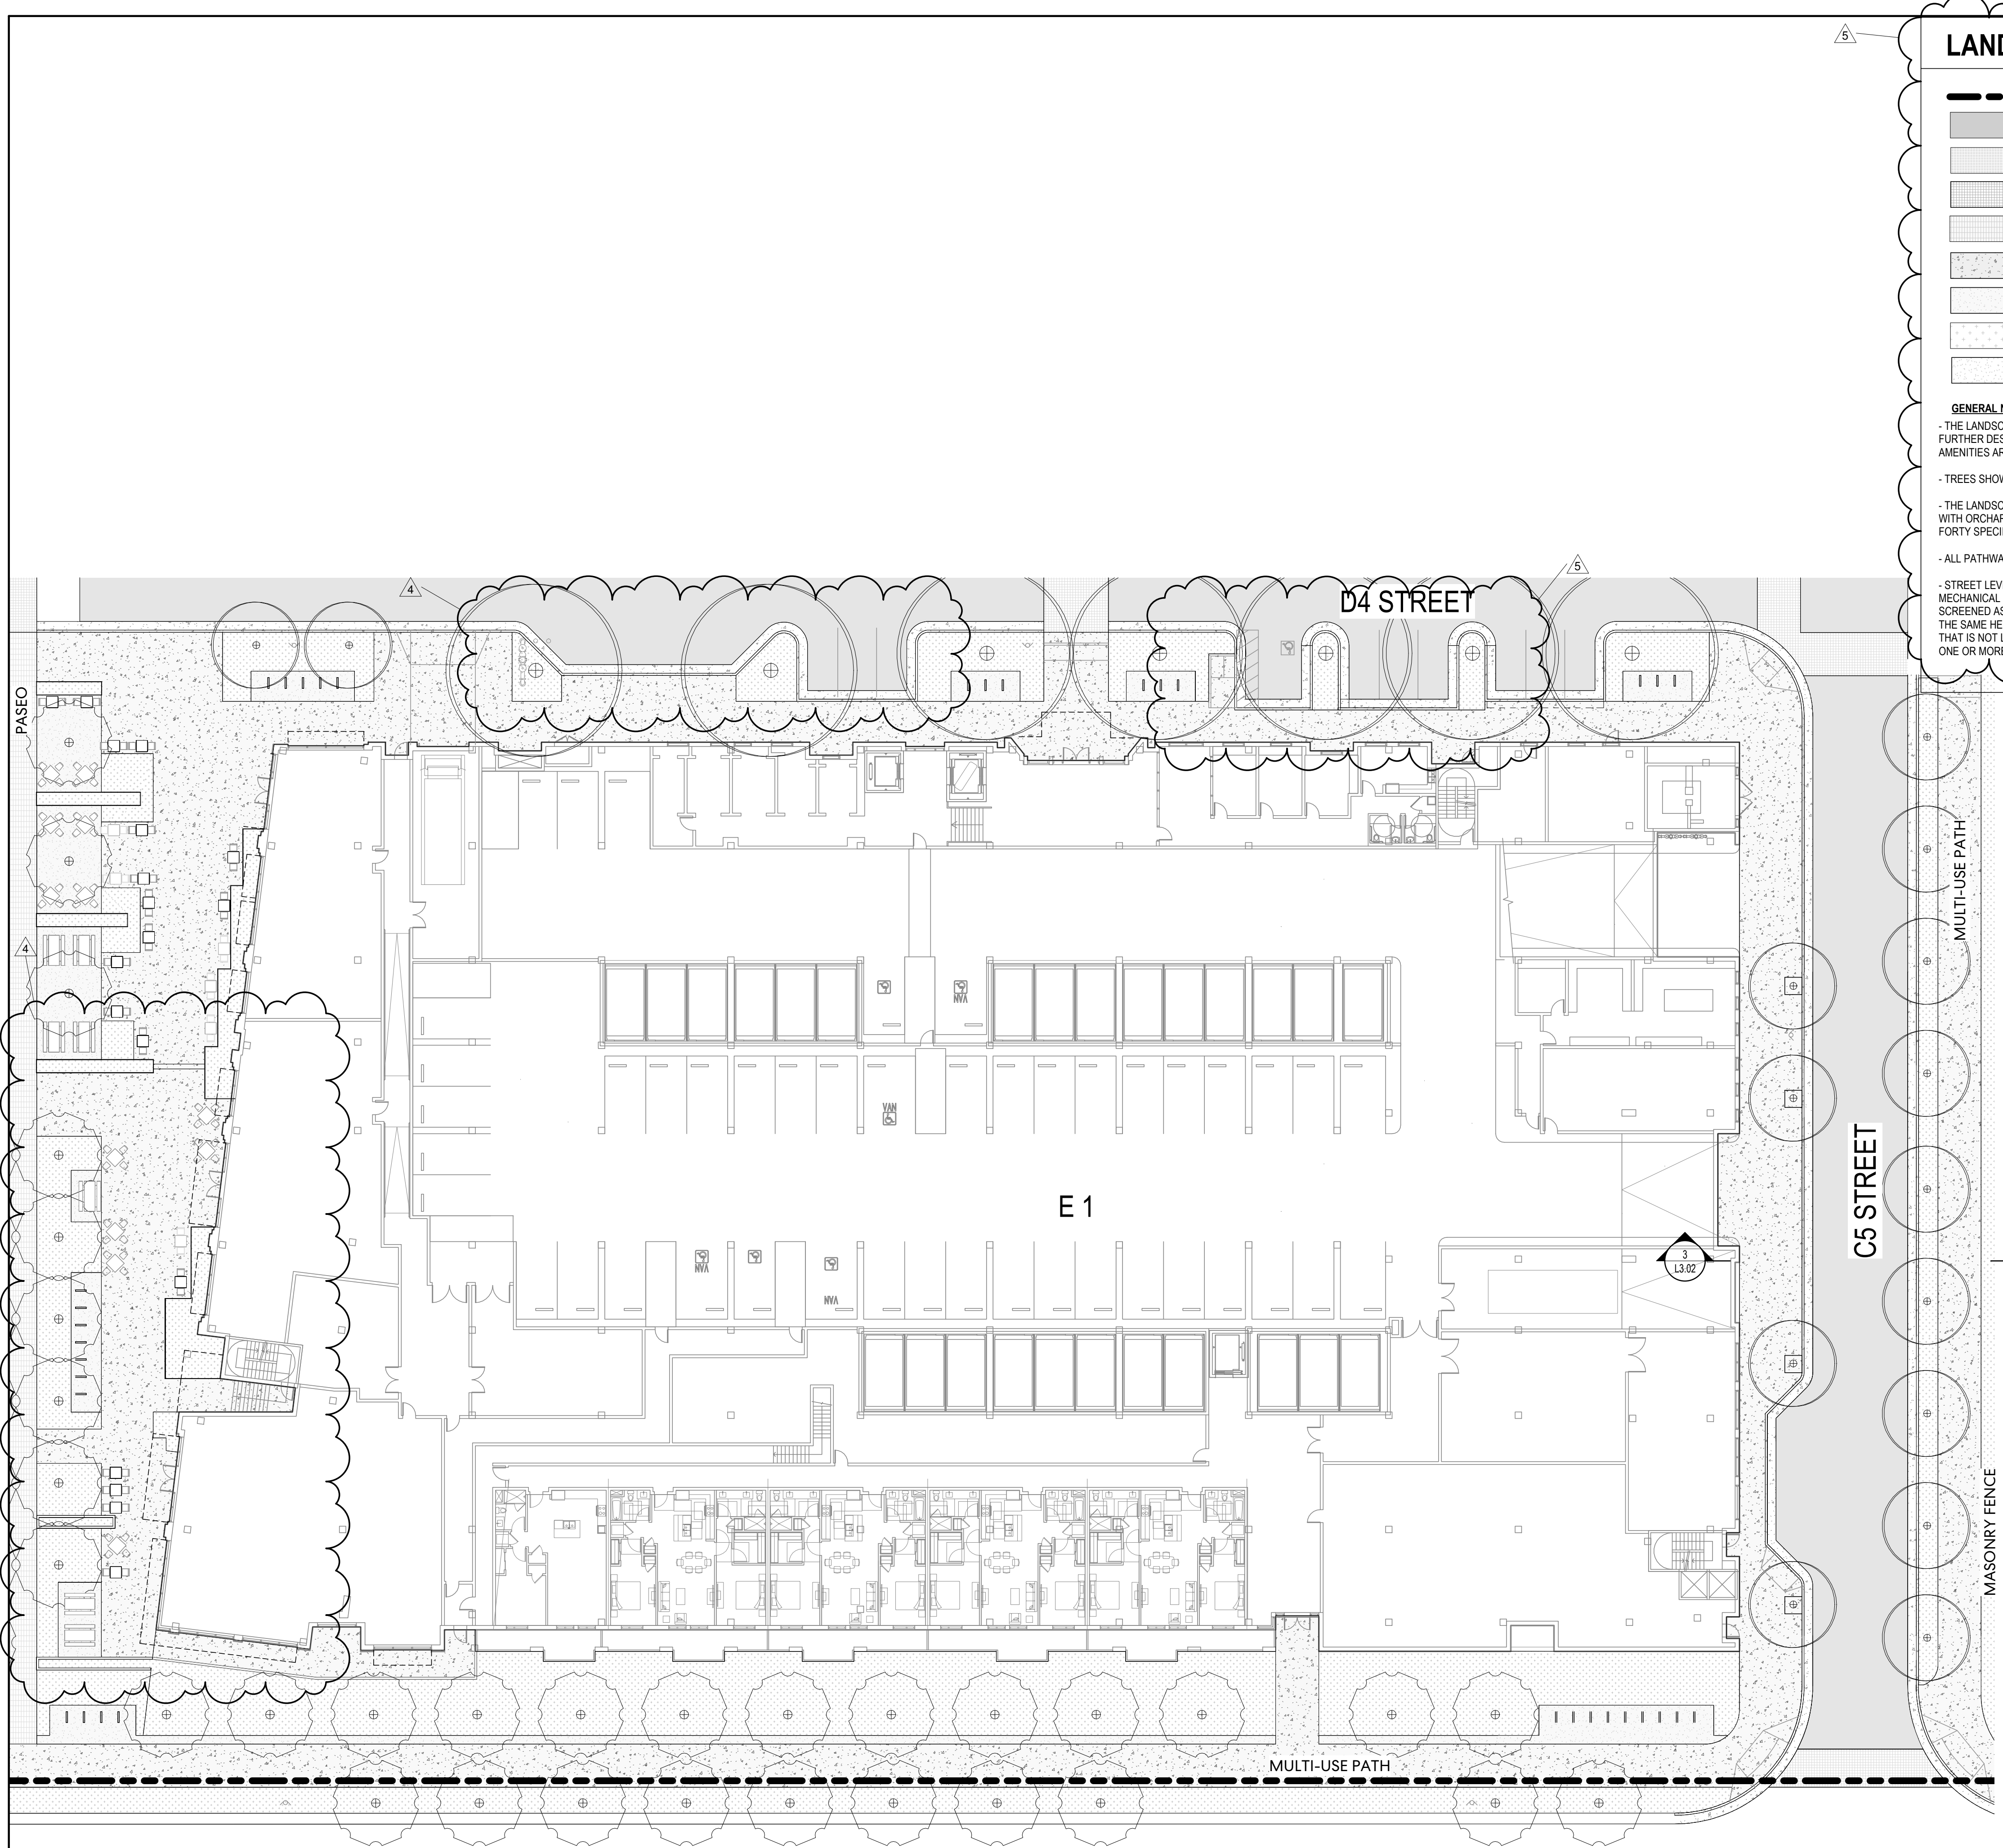 5
LAND
GENERAL N
- THE LANDSC
FURTHER DES
AMENITIES AR
- TREES SHOW
- THE LANDSC
WITH ORCHAR
FORTY SPECI
- ALL PATHWA
- STREET LEV
MECHANICAL
SCREENED AS
THE SAME HE
THAT IS NOT L
ONE OR MORE
4
5
D4 STREET
PASEO
MULTI-USE PATH
4
VAN
VAN
E 1
C5 STREET
3
L3.02
VAN
VAN
MASONRY FENCE
MULTI-USE PATH